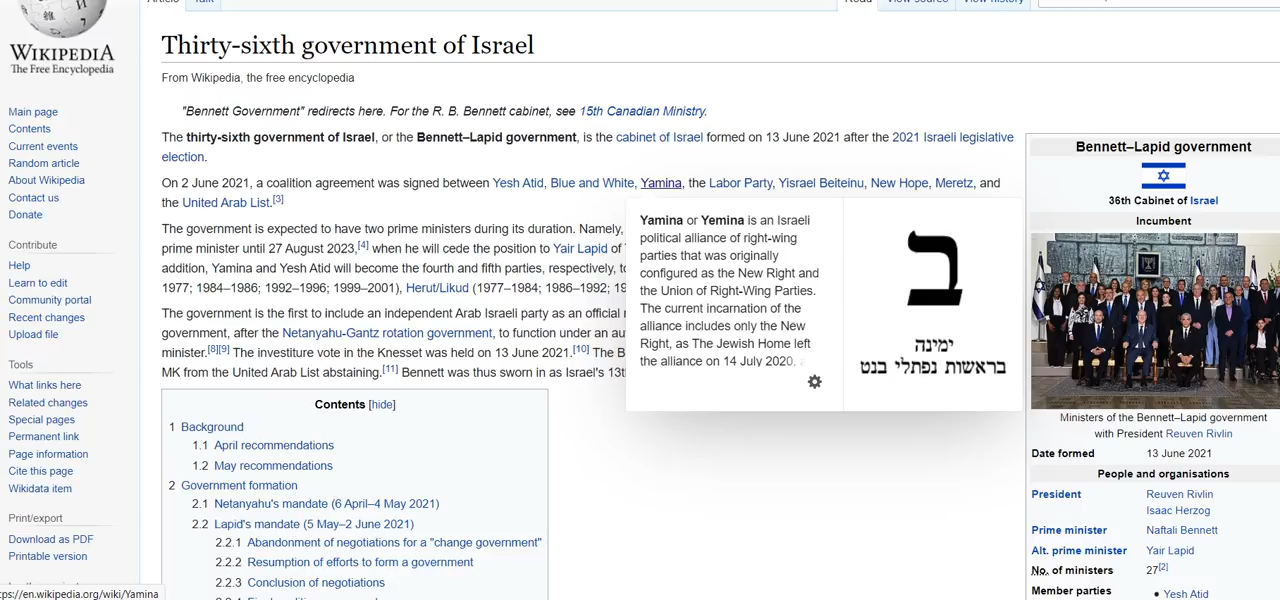 Article Talk Read View source View history
WIKIPEDIA
The Free Encyclopedia
Main page
Contents
Current events
Random article
About Wikipedia
Contact us
Donate
Contribute
Help
Learn to edit
Community portal
Recent changes
Upload file
Tools
What links here
Related changes
Special pages
Permanent link
Page information
Cite this page
Wikidata item
Print/export
Download as PDF
Printable version
ps://en.wikipedia.org/wiki/Yamina
Thirty-sixth government of Israel
From Wikipedia, the free encyclopedia
"Bennett Government" redirects here. For the R. B. Bennett cabinet, see 15th Canadian Ministry.
The thirty-sixth government of Israel, or the Bennett–Lapid government, is the cabinet of Israel formed on 13 June 2021 after the 2021 Israeli legislative
election.
On 2 June 2021, a coalition agreement was signed between Yesh Atid, Blue and White, Yamina, the Labor Party, Yisrael Beiteinu, New Hope, Meretz, and
the United Arab List.[3]
The government is expected to have two prime ministers during its duration. Namely,
prime minister until 27 August 2023,[4] when he will cede the position to Yair Lapid of
addition, Yamina and Yesh Atid will become the fourth and fifth parties, respectively, to
1977; 1984–1986; 1992–1996; 1999–2001), Herut/Likud (1977–1984; 1986–1992; 19
The government is the first to include an independent Arab Israeli party as an official
government, after the Netanyahu-Gantz rotation government, to function under an au
minister.[8][9] The investiture vote in the Knesset was held on 13 June 2021.[10] The B
MK from the United Arab List abstaining.[11] Bennett was thus sworn in as Israel's 13t
Yamina or Yemina is an Israeli
political alliance of right-wing
parties that was originally
configured as the New Right and
the Union of Right-Wing Parties.
The current incarnation of the
alliance includes only the New
Right, as The Jewish Home left
the alliance on 14 July 2020,
ב
ימינה
בראשות נפתלי בנט
Contents [hide]
1 Background
1.1 April recommendations
1.2 May recommendations
2 Government formation
2.1 Netanyahu's mandate (6 April–4 May 2021)
2.2 Lapid's mandate (5 May–2 June 2021)
2.2.1 Abandonment of negotiations for a "change government"
2.2.2 Resumption of efforts to form a government
2.2.3 Conclusion of negotiations
Bennett–Lapid government
36th Cabinet of Israel
Incumbent
Ministers of the Bennett–Lapid government
with President Reuven Rivlin
Date formed 13 June 2021
People and organisations
President Reuven Rivlin
Isaac Herzog
Prime minister Naftali Bennett
Alt. prime minister Yair Lapid
No. of ministers 27[2]
Member parties • Yesh Atid